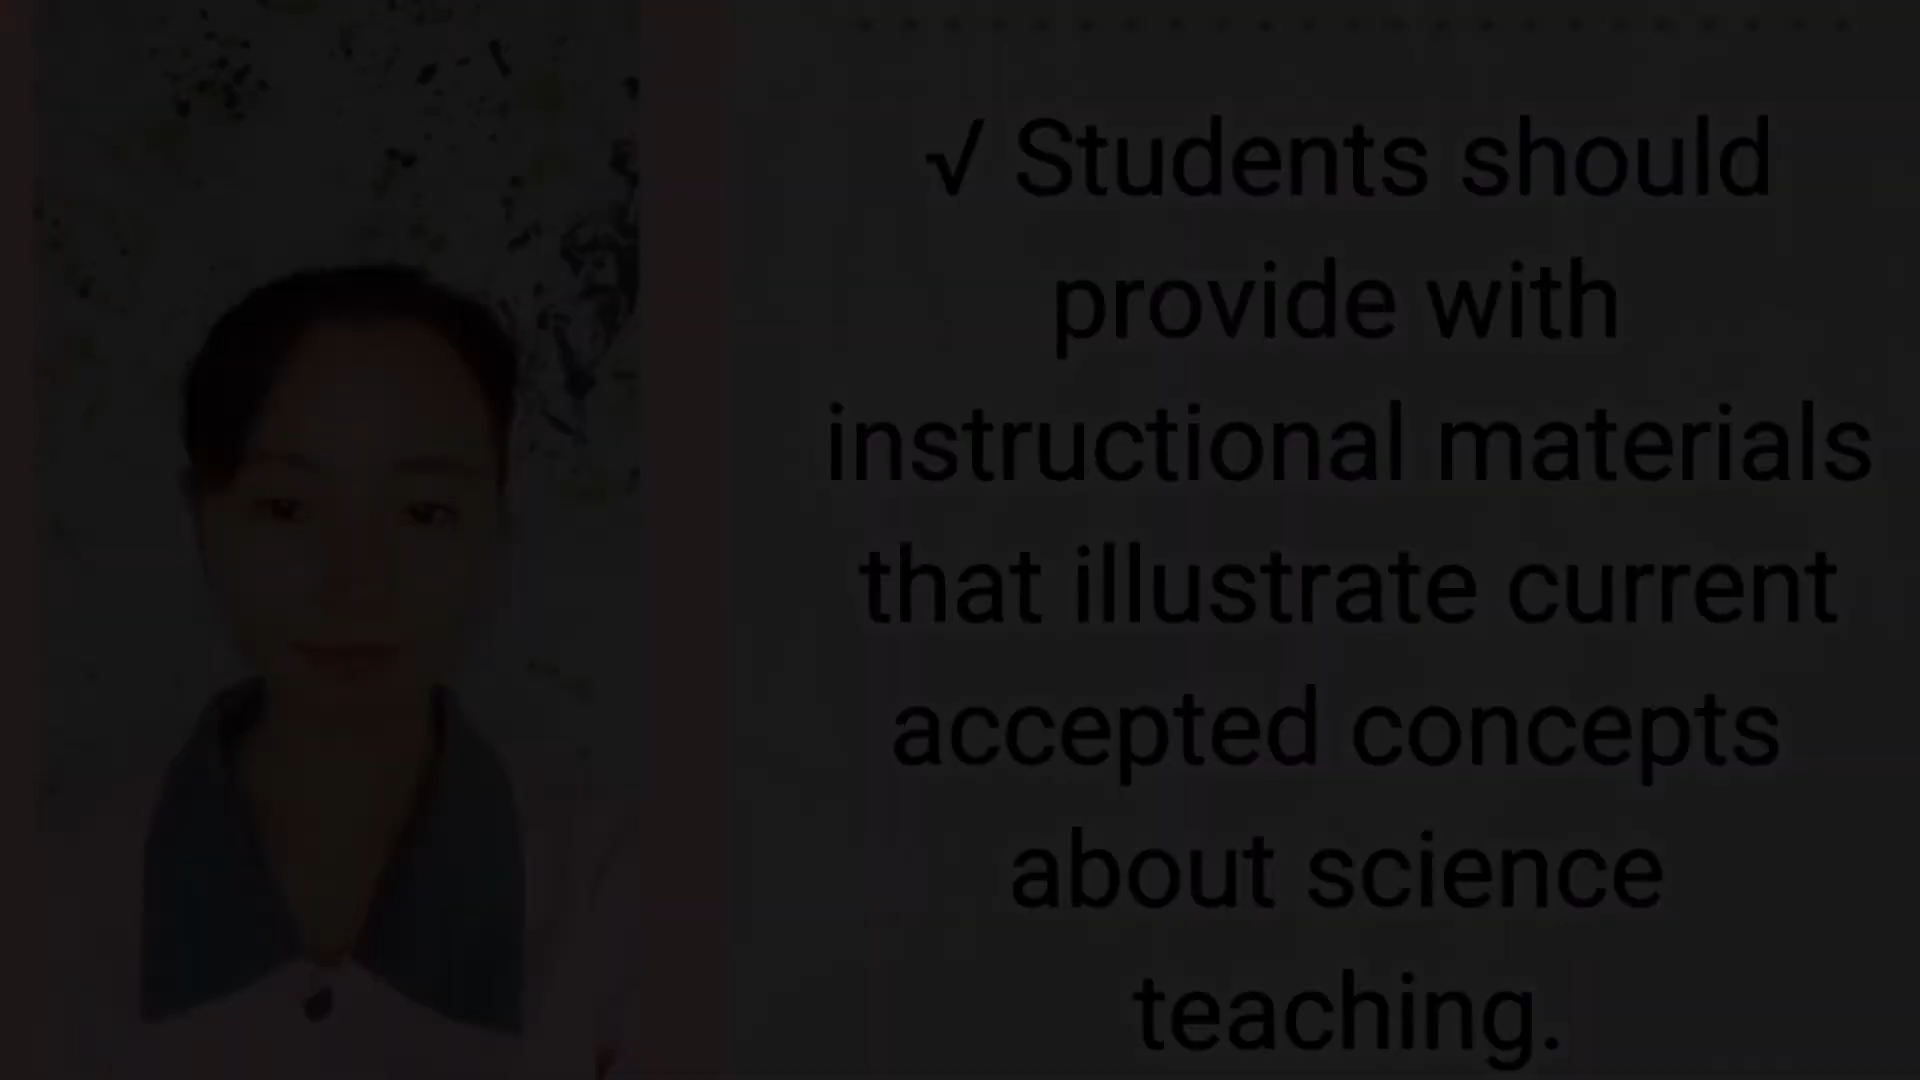 √ Students should
provide with
instructional materials
that illustrate current
accepted concepts
about science
teaching.